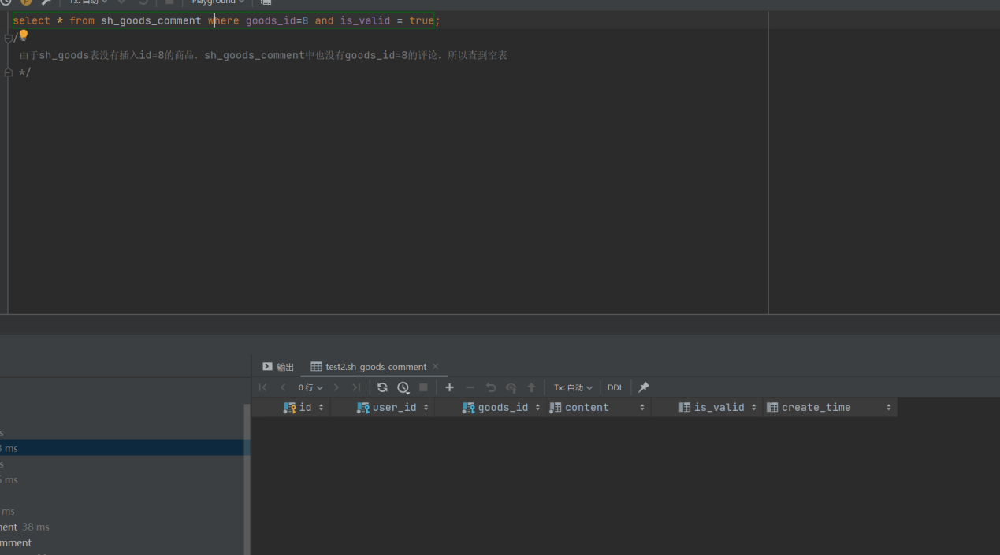 Tx: 自动
Playground
select * from sh_goods_comment where goods_id=8 and is_valid = true;
/*
由于sh_goods表没有插入id=8的商品，sh_goods_comment中也没有goods_id=8的评论，所以查到空表
*/
输出 test2.sh_goods_comment
0 行 Tx: 自动 DDL
id user_id goods_id content is_valid create_time
ms
ms
ms
38 ms